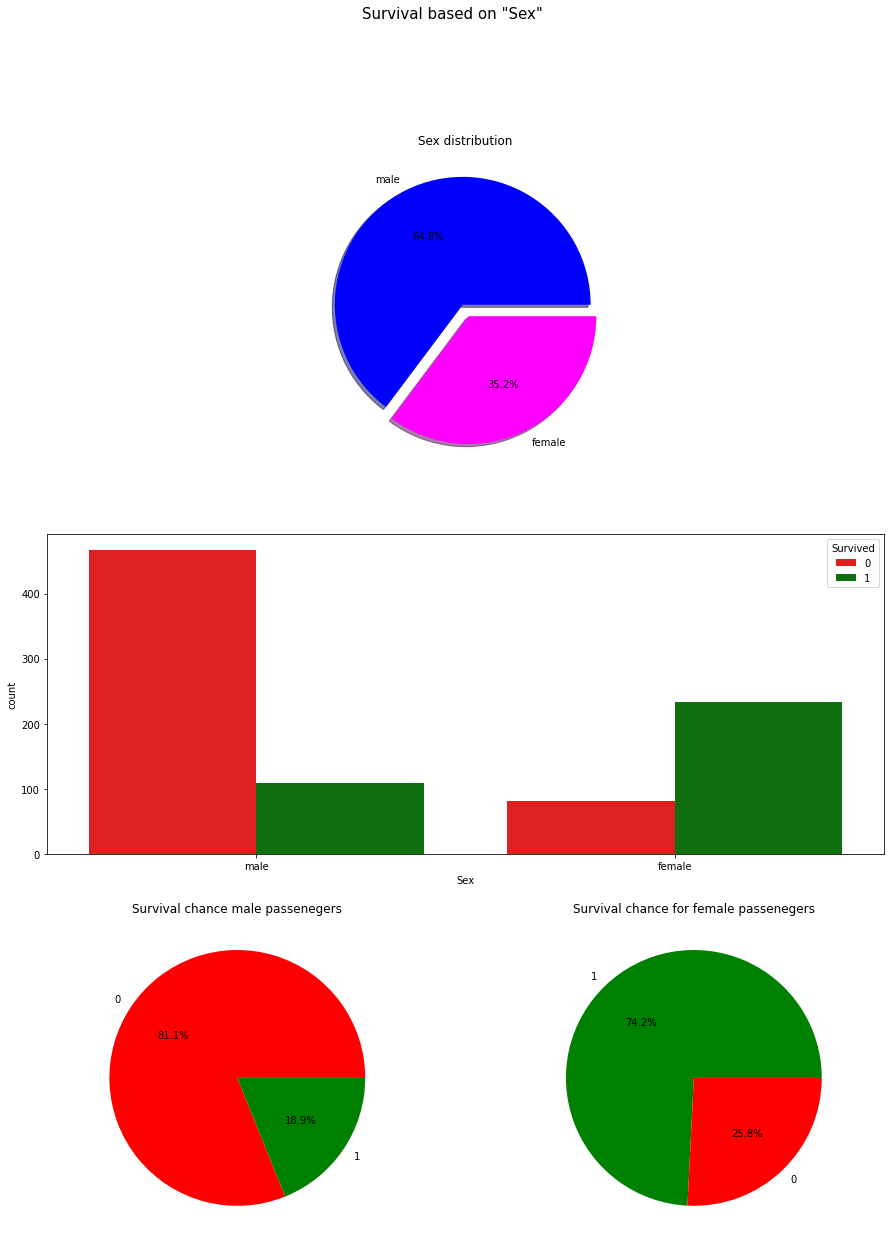 Survival based on "Sex"
Sex distribution
male
64.8%
35.2%
female
Survived
0
1
400
300
200
100
0
count
male
female
Sex
Survival chance male passenegers
0
81.1%
18.9%
1
Survival chance for female passenegers
1
74.2%
25.8%
0